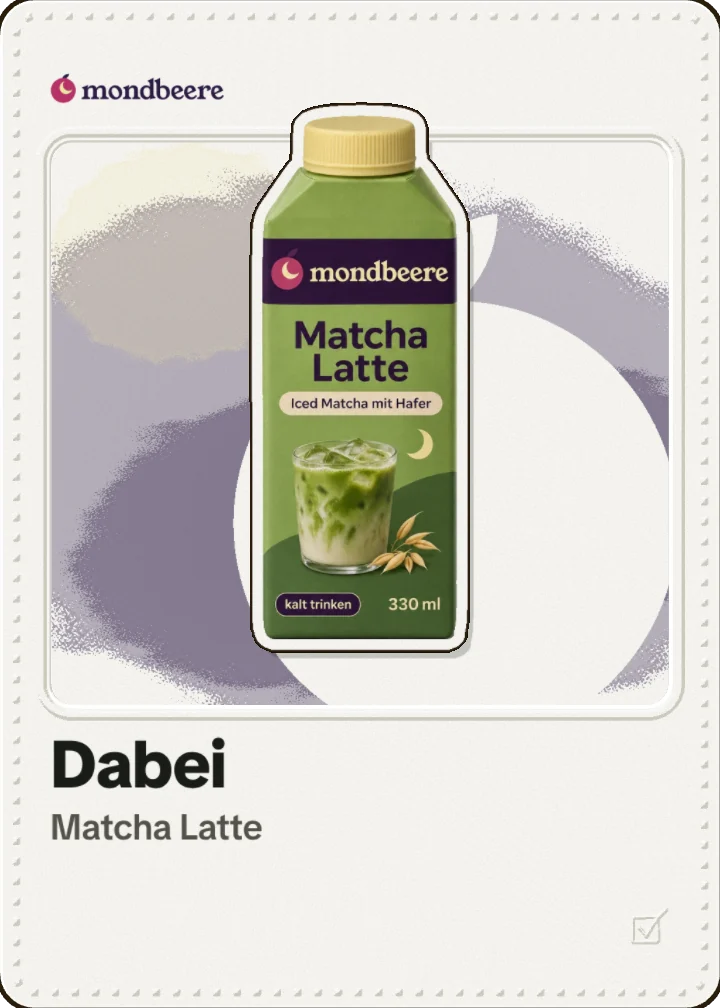 mondbeere
mondbeere
Matcha
Latte
Iced Matcha mit Hafer
kalt trinken
330 ml
Dabei
Matcha Latte